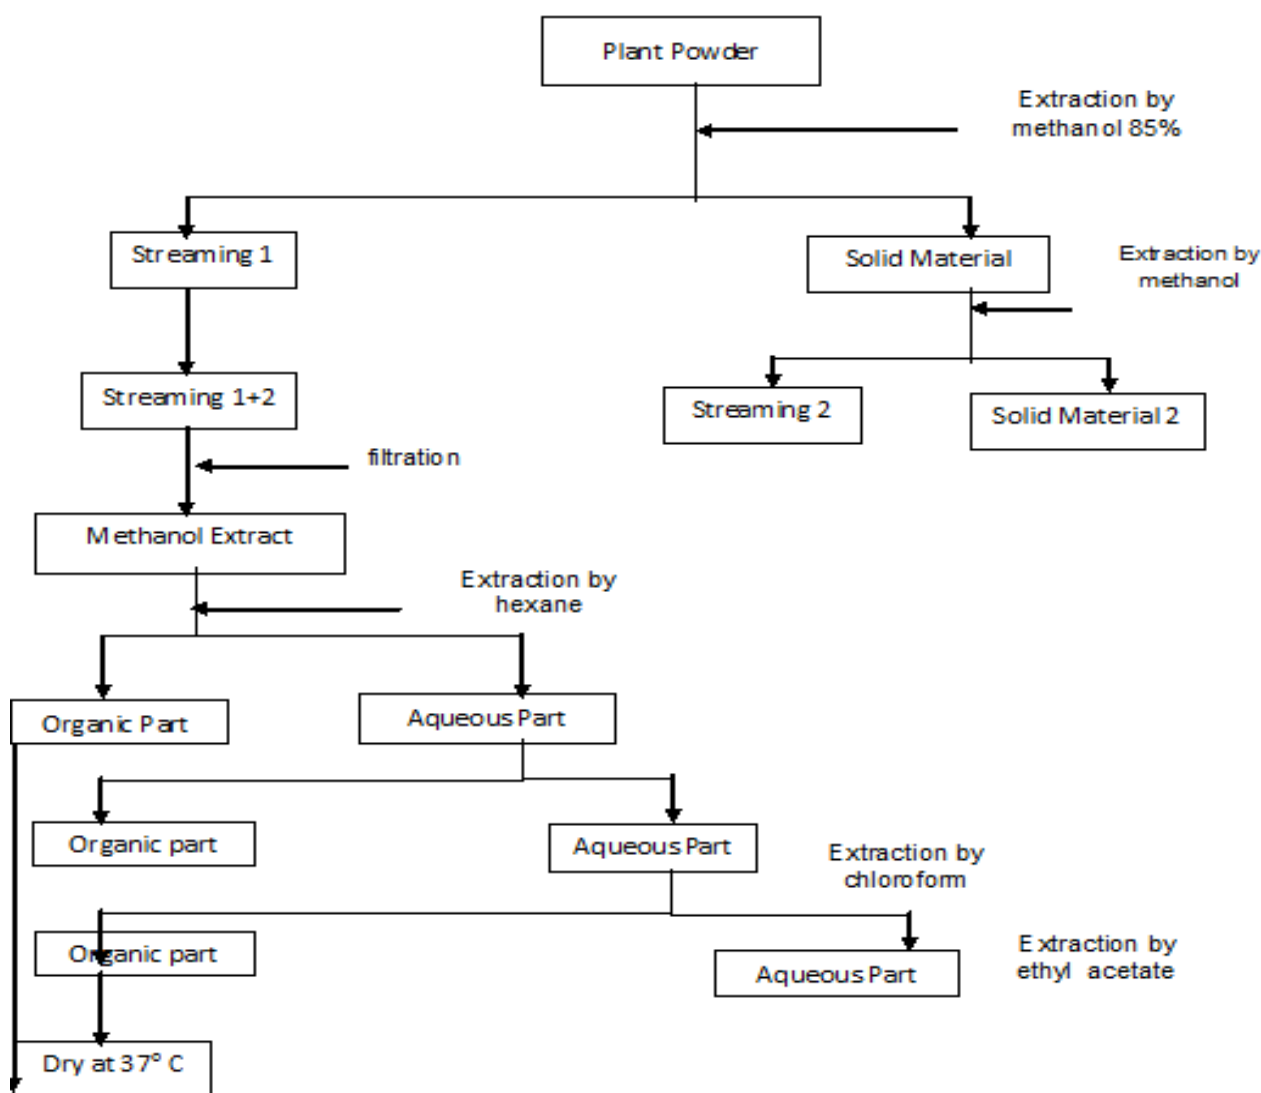 Plant Powder
Extraction by
methanol 85%
Streaming 1
Solid Material
Extraction by
methanol
Streaming 1+2
Streaming 2
Solid Material 2
filtration
Methanol Extract
Extraction by
hexane
Organic Part
Aqueous Part
Organic part
Aqueous Part
Extraction by
chloroform
Organic part
Aqueous Part
Extraction by
ethyl acetate
Dry at 37° C